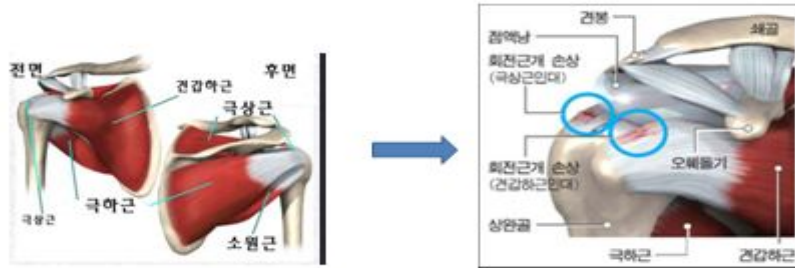 전면
후면
견갑하근
극상근
극하근
극상근
소원근
견봉
쇄골
점액낭
회전근개 손상
(극상근인대)
회전근개 손상
(견갑하근인대)
오훼돌기
상완골
극하근
견갑하근